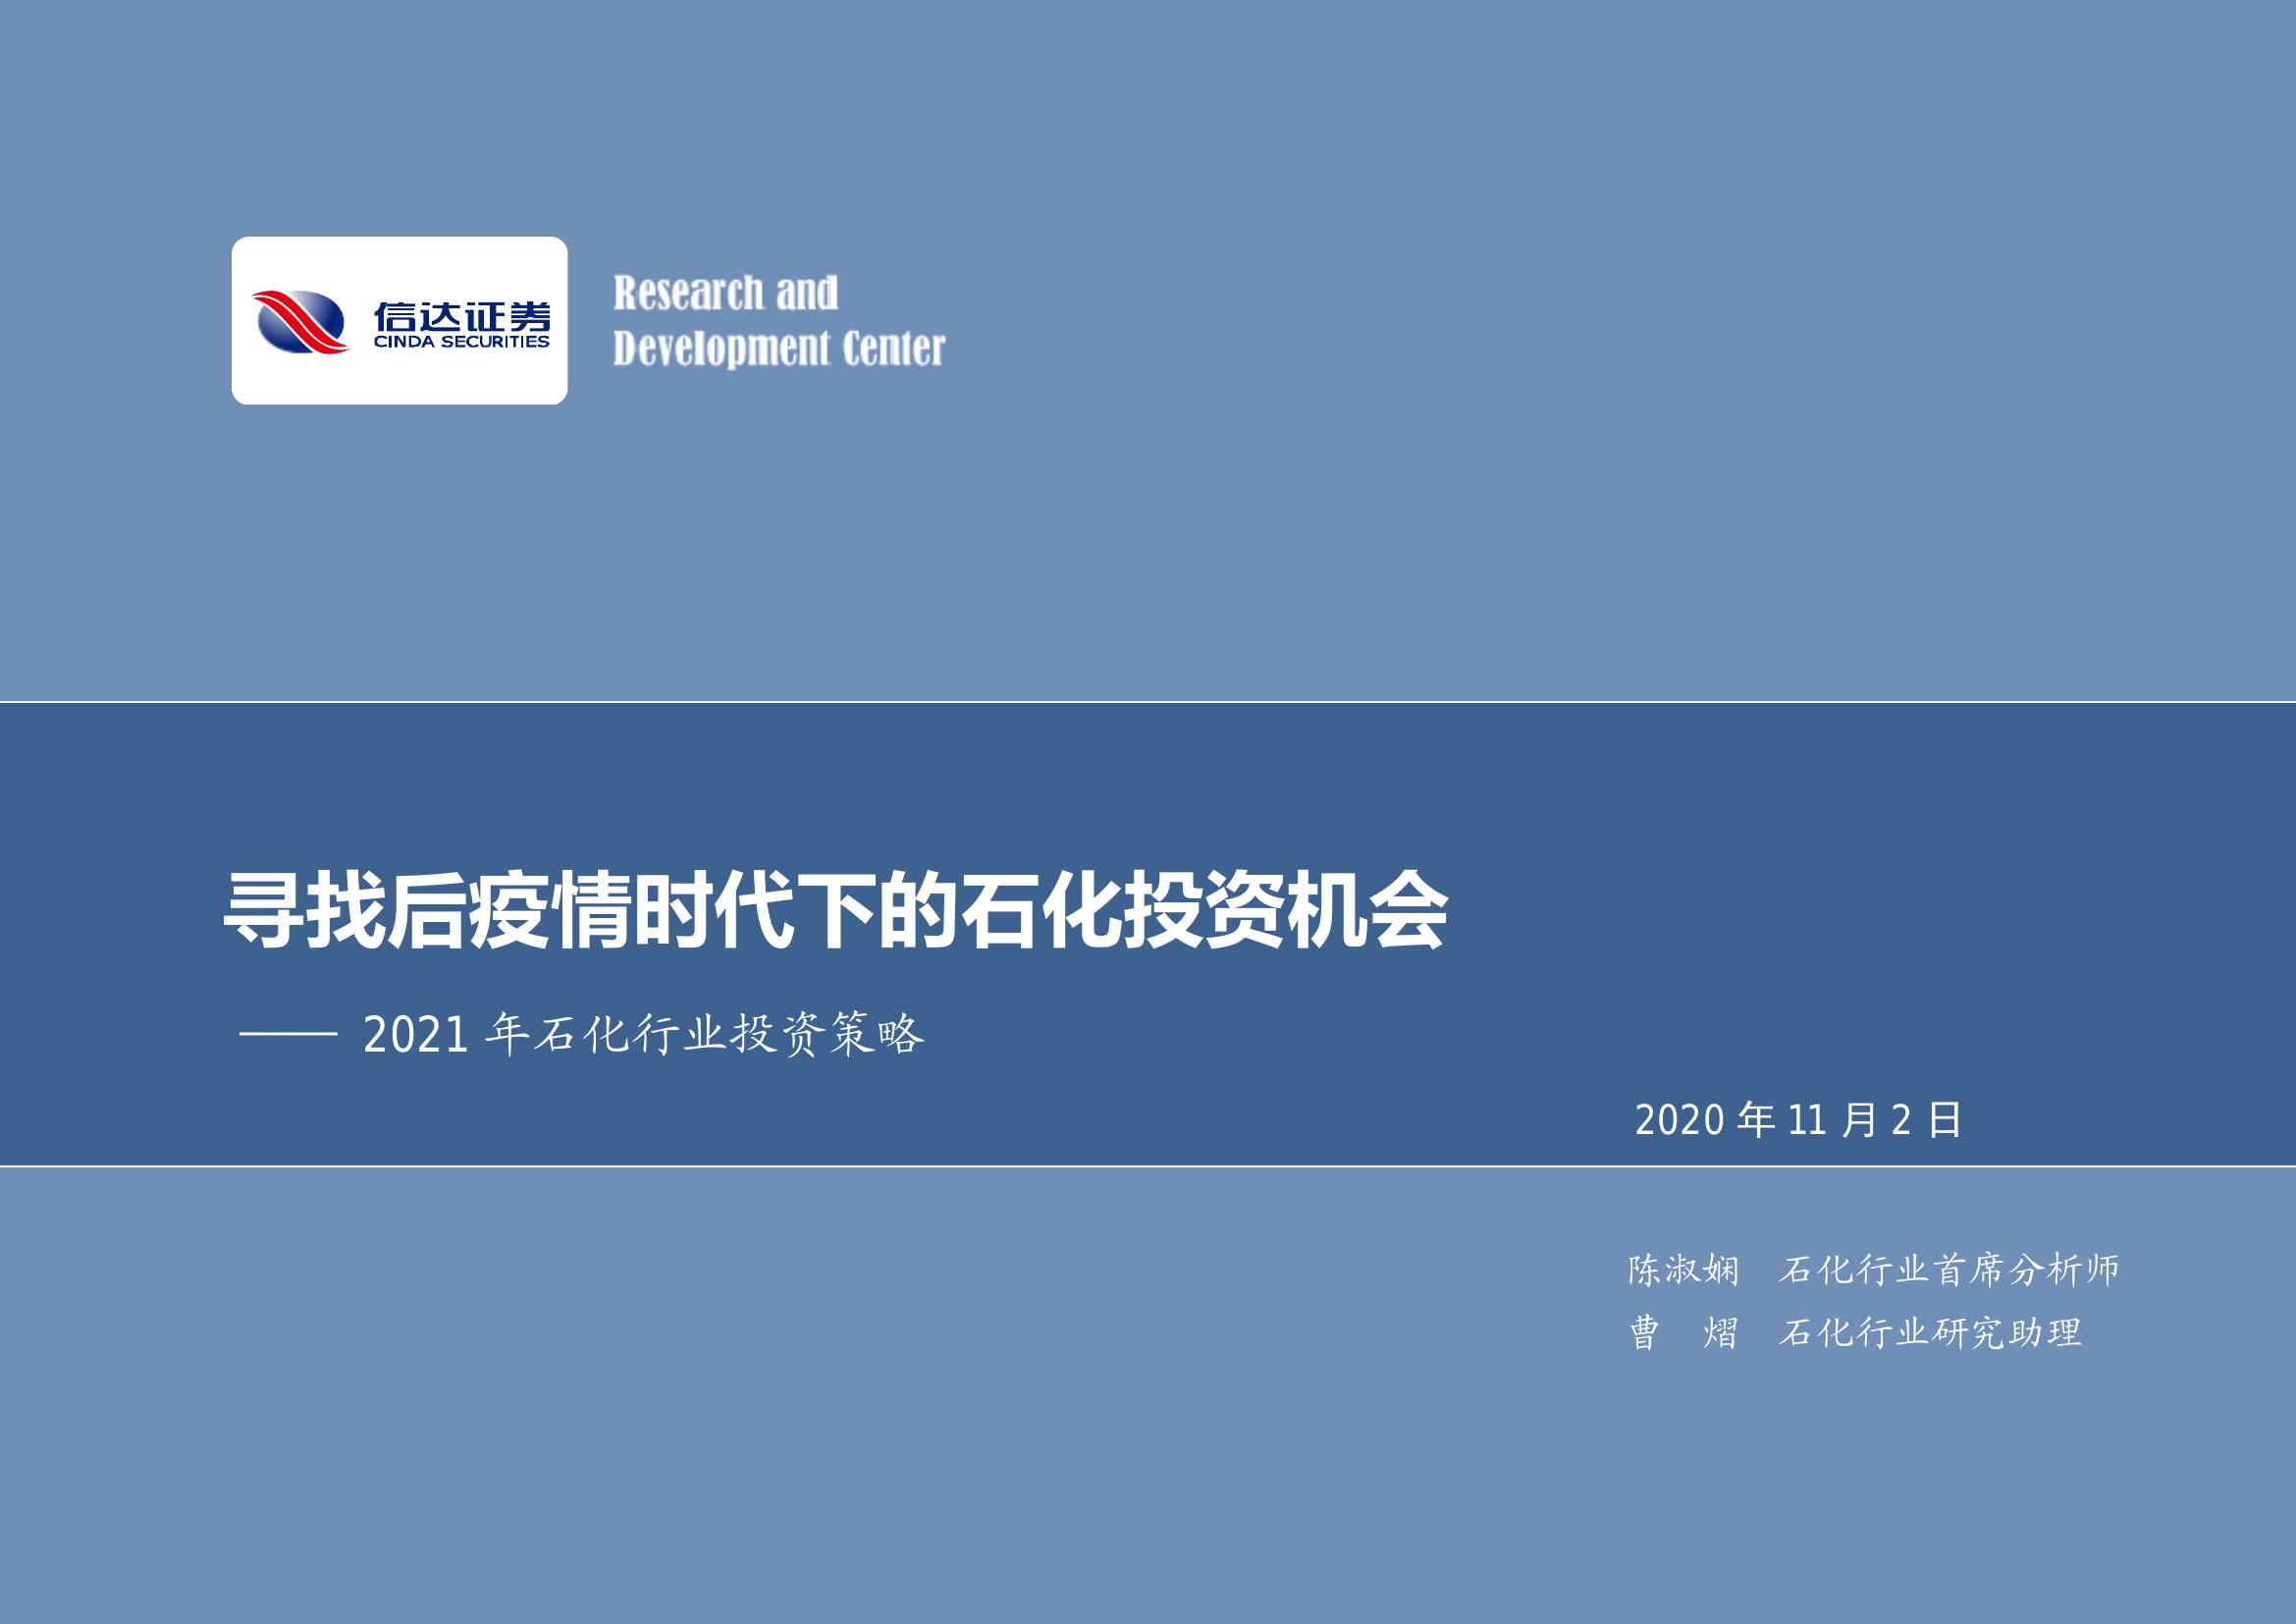 信达证券
CINDA SECURITIES
Research and
Development Center
寻找后疫情时代下的石化投资机会
—— 2021 年石化行业投资策略
2020 年 11 月 2 日
陈淑娴 石化行业首席分析师
曹 熠 石化行业研究助理